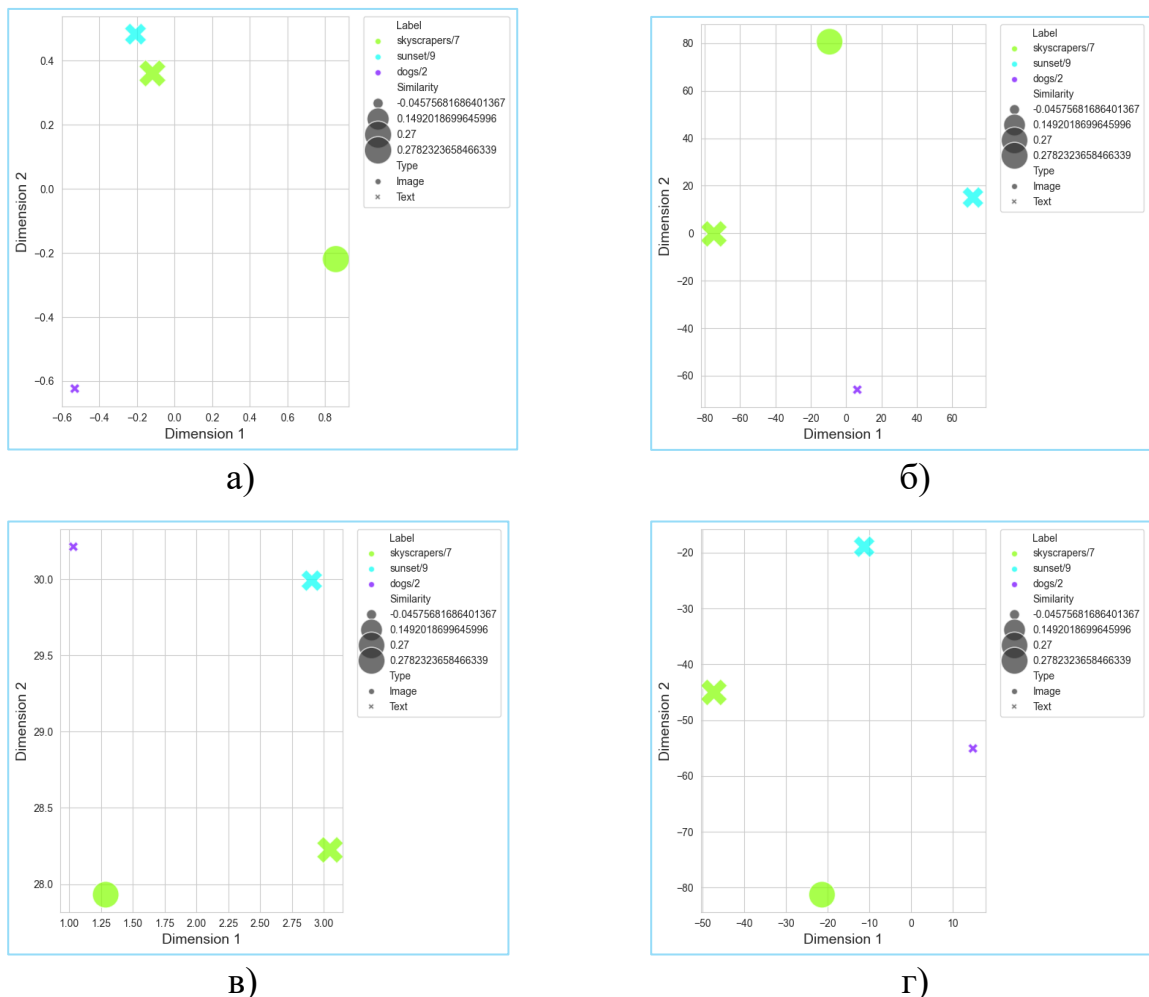 Label
skyscrapers/7
sunset/9
dogs/2
Similarity
-0.04575681686401367
0.1492018699645996
0.27
0.2782323658466339
Type
Image
Text
0.4
0.2
0.0
−0.2
−0.4
−0.6
Dimension 2
−0.6 −0.4 −0.2 0.0 0.2 0.4 0.6 0.8
Dimension 1
а)
Label
skyscrapers/7
sunset/9
dogs/2
Similarity
-0.04575681686401367
0.1492018699645996
0.27
0.2782323658466339
Type
Image
Text
80
60
40
20
0
−20
−40
−60
Dimension 2
−80 −60 −40 −20 0 20 40 60
Dimension 1
б)
Label
skyscrapers/7
sunset/9
dogs/2
Similarity
-0.04575681686401367
0.1492018699645996
0.27
0.2782323658466339
Type
Image
Text
30.0
29.5
29.0
28.5
28.0
Dimension 2
1.00 1.25 1.50 1.75 2.00 2.25 2.50 2.75 3.00
Dimension 1
в)
Label
skyscrapers/7
sunset/9
dogs/2
Similarity
-0.04575681686401367
0.1492018699645996
0.27
0.2782323658466339
Type
Image
Text
−20
−30
−40
−50
−60
−70
−80
Dimension 2
−50 −40 −30 −20 −10 0 10
Dimension 1
г)